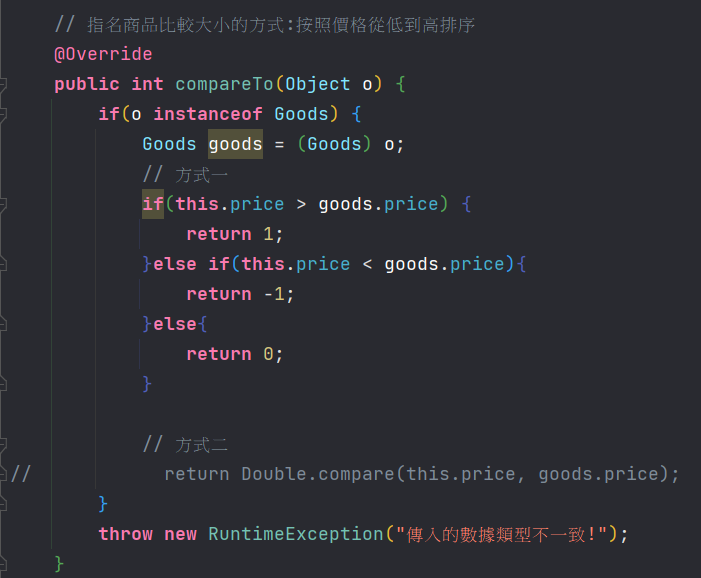 // 指名商品比較大小的方式:按照價格從低到高排序
@Override
public int compareTo(Object o) {
if(o instanceof Goods) {
Goods goods = (Goods) o;
// 方式一
if(this.price > goods.price) {
return 1;
}else if(this.price < goods.price){
return -1;
}else{
return 0;
}
// 方式二
// return Double.compare(this.price, goods.price);
}
throw new RuntimeException("傳入的數據類型不一致!");
}